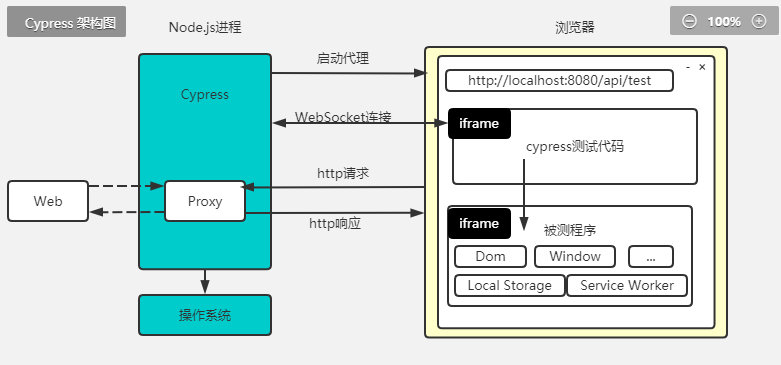 Cypress 架构图
Node.js进程
浏览器
100%
启动代理
- ×
http://localhost:8080/api/test
Cypress
WebSocket连接
iframe
cypress测试代码
http请求
Web
Proxy
http响应
iframe
被测程序
Dom
Window
...
Local Storage
Service Worker
操作系统